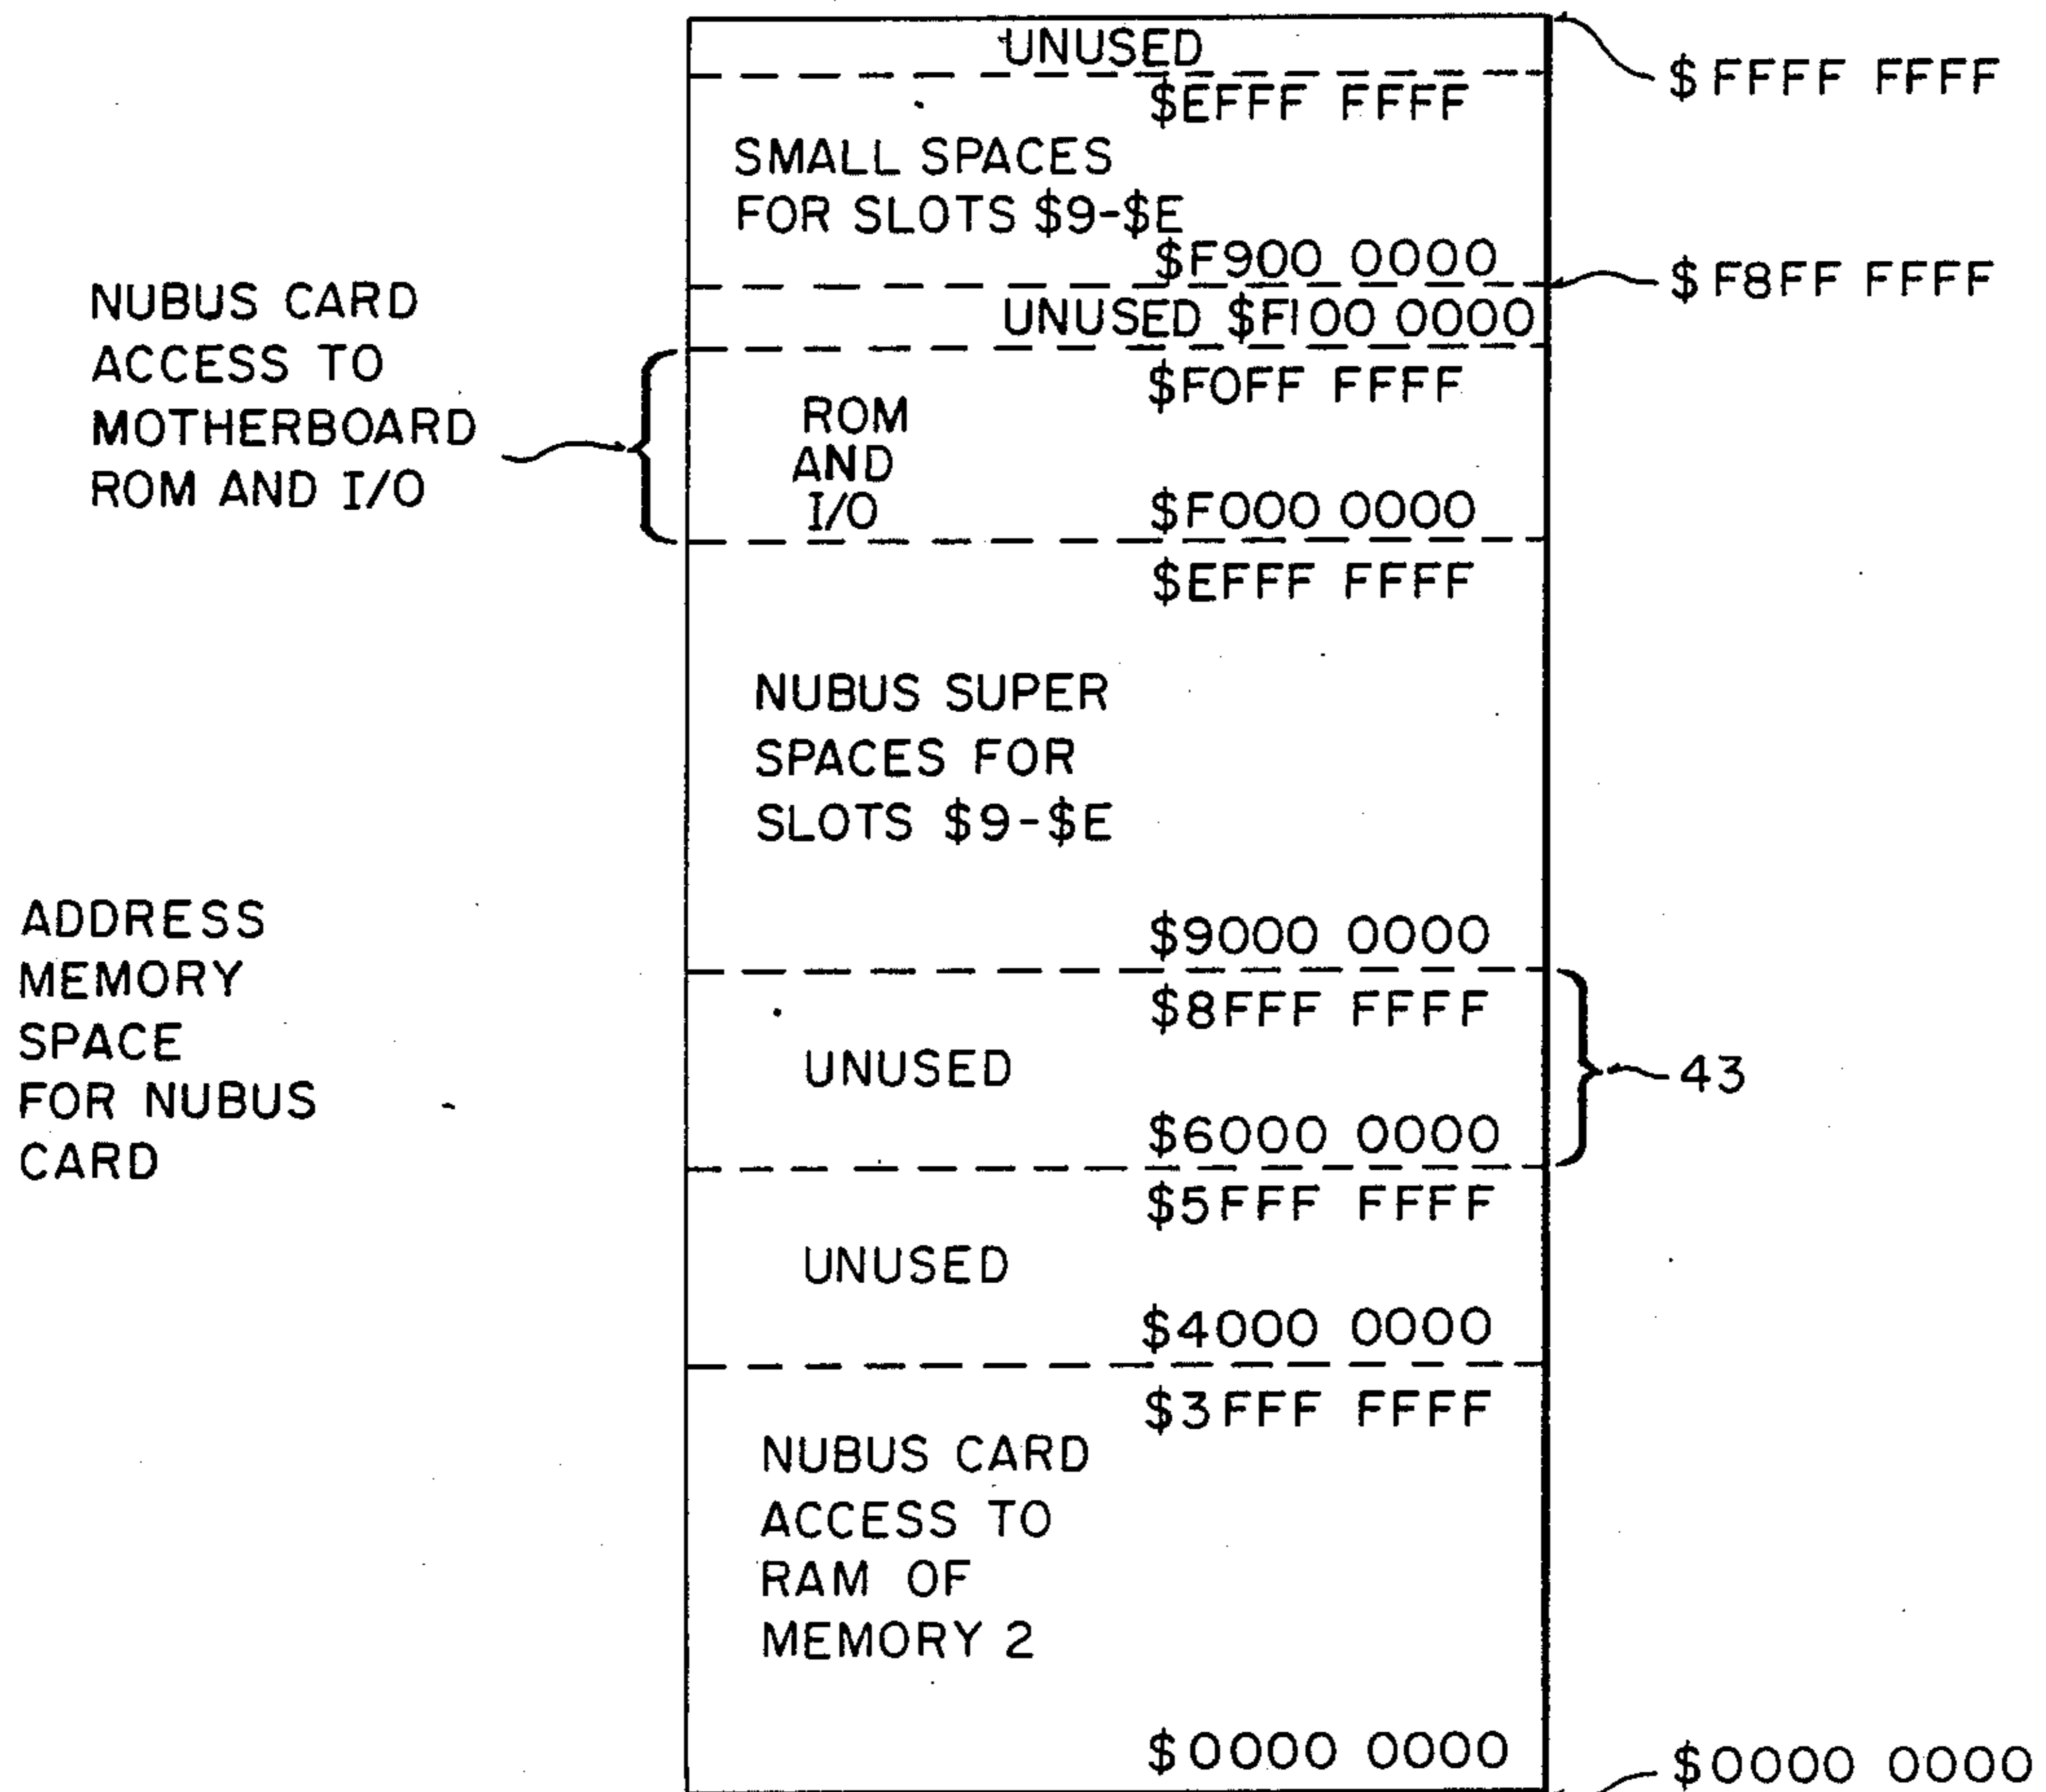 UNUSED
$FFFF FFFF
$EFFF FFFF
SMALL SPACES
FOR SLOTS $9-$E
$F900 0000
$F8FF FFFF
UNUSED $F100 0000
NUBUS CARD
ACCESS TO
MOTHERBOARD
ROM AND I/O
$F0FF FFFF
ROM
AND
I/O
$F000 0000
$EFFF FFFF
NUBUS SUPER
SPACES FOR
SLOTS $9-$E
$9000 0000
ADDRESS
MEMORY
SPACE
FOR NUBUS
CARD
$8FFF FFFF
UNUSED
43
$6000 0000
$5FFF FFFF
UNUSED
$4000 0000
$3FFF FFFF
NUBUS CARD
ACCESS TO
RAM OF
MEMORY 2
$0000 0000
$0000 0000